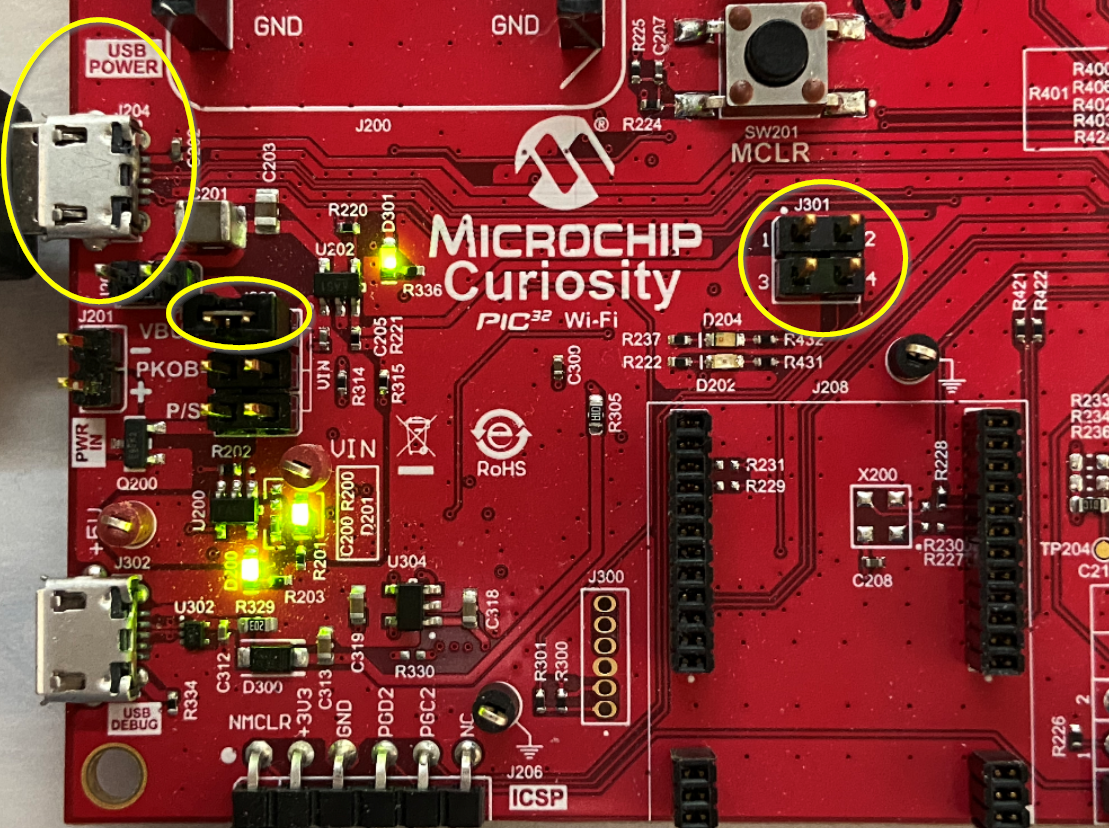 GND
GND
USB
POWER
J204
R225
C207
R224
R401
R400
R406
R402
R403
R424
J200
SW201
MCLR
®
MICROCHIP
Curiosity
PIC32 Wi-Fi
C203
C201
R220
D301
U202
R336
J301
1
2
3
4
R421
R422
J201
PKOB
P/S
+
PWR
IN
VIN
C205
R221
R314
R315
R237
R222
D204
D202
R432
R431
C300
R305
J208
RoHS
R202
Q200
+5V
U200
VIN
C200 R200
D201
R201
D200
R203
R231
R229
X200
R228
R230
R227
C208
R233
R234
R236
TP204
J302
U302
R329
C312
D300
C313
C319
U304
C318
R330
J300
R301
R300
USB
DEBUG
R334
NMCLR
+3V3
GND
PGD2
PGC2
NC
J206
ICSP
R226
2
1